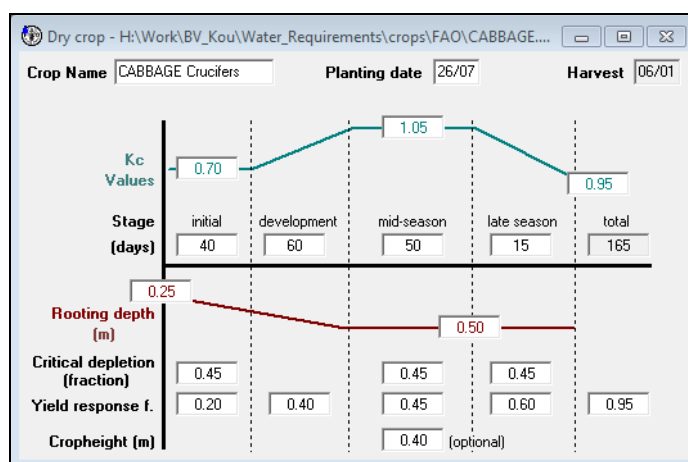 Dry crop - H:\Work\BV_Kou\Water_Requirements\crops\FAO\CABBAGE....
Crop Name CABBAGE Crucifers Planting date 26/07 Harvest 06/01
1.05
Kc 0.70
Values 0.95
Stage initial development mid-season late season total
(days) 40 60 50 15 165
0.25
Rooting depth 0.50
(m)
Critical depletion 0.45 0.45 0.45
(fraction)
Yield response f. 0.20 0.40 0.45 0.60 0.95
Cropheight (m) 0.40 (optional)